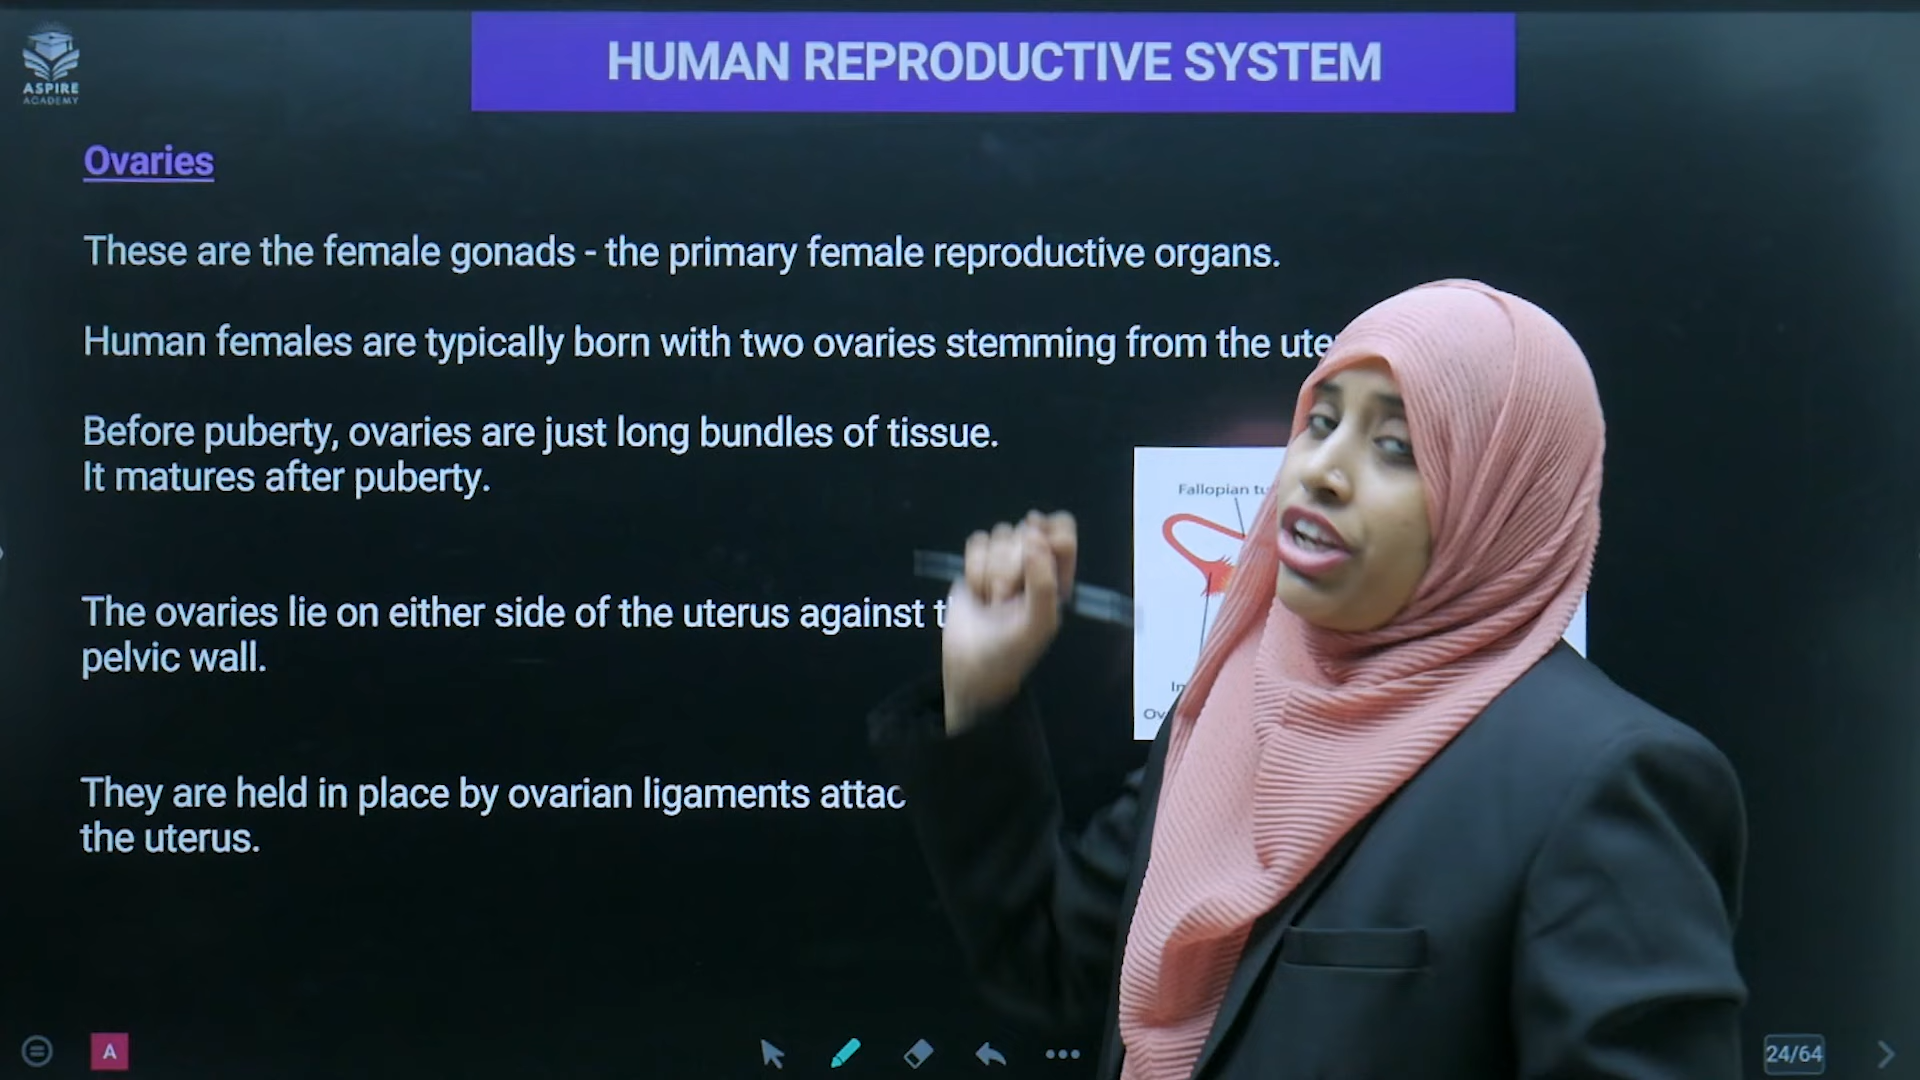 ASPIRE
ACADEMY
HUMAN REPRODUCTIVE SYSTEM
Ovaries
These are the female gonads - the primary female reproductive organs.
Human females are typically born with two ovaries stemming from the
Before puberty, ovaries are just long bundles of tissue.
It matures after puberty.
Fallopian
The ovaries lie on either side of the uterus against
pelvic wall.
They are held in place by ovarian ligaments
the uterus.
A
24/64